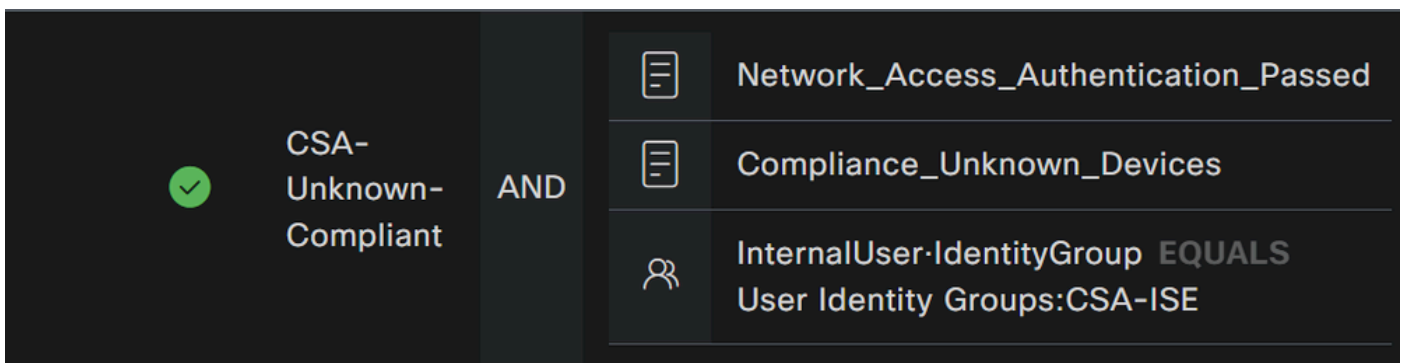 CSA-
Unknown-
Compliant
AND
Network_Access_Authentication_Passed
Compliance_Unknown_Devices
InternalUser·IdentityGroup EQUALS
User Identity Groups:CSA-ISE